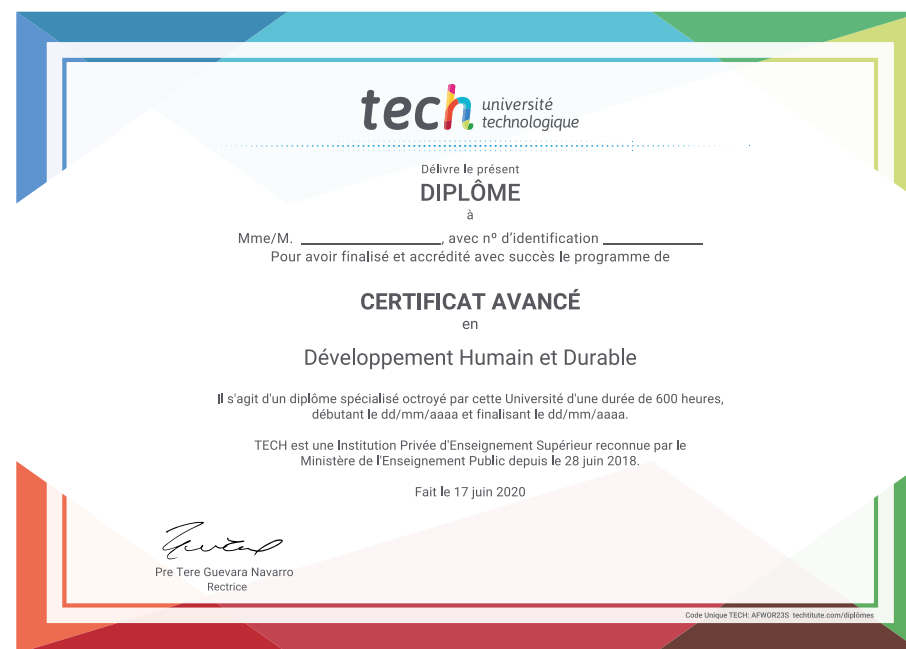 tech université
technologique
Délivre le présent
DIPLÔME
à
Mme/M. ____________________, avec nº d'identification ______________
Pour avoir finalisé et accrédité avec succès le programme de
CERTIFICAT AVANCÉ
en
Développement Humain et Durable
Il s'agit d'un diplôme spécialisé octroyé par cette Université d'une durée de 600 heures,
débutant le dd/mm/aaaa et finalisant le dd/mm/aaaa.
TECH est une Institution Privée d'Enseignement Supérieur reconnue par le
Ministère de l'Enseignement Public depuis le 28 juin 2018.
Fait le 17 juin 2020
Pre Tere Guevara Navarro
Rectrice
Code Unique TECH: AFWOR23S techtitute.com/diplômes